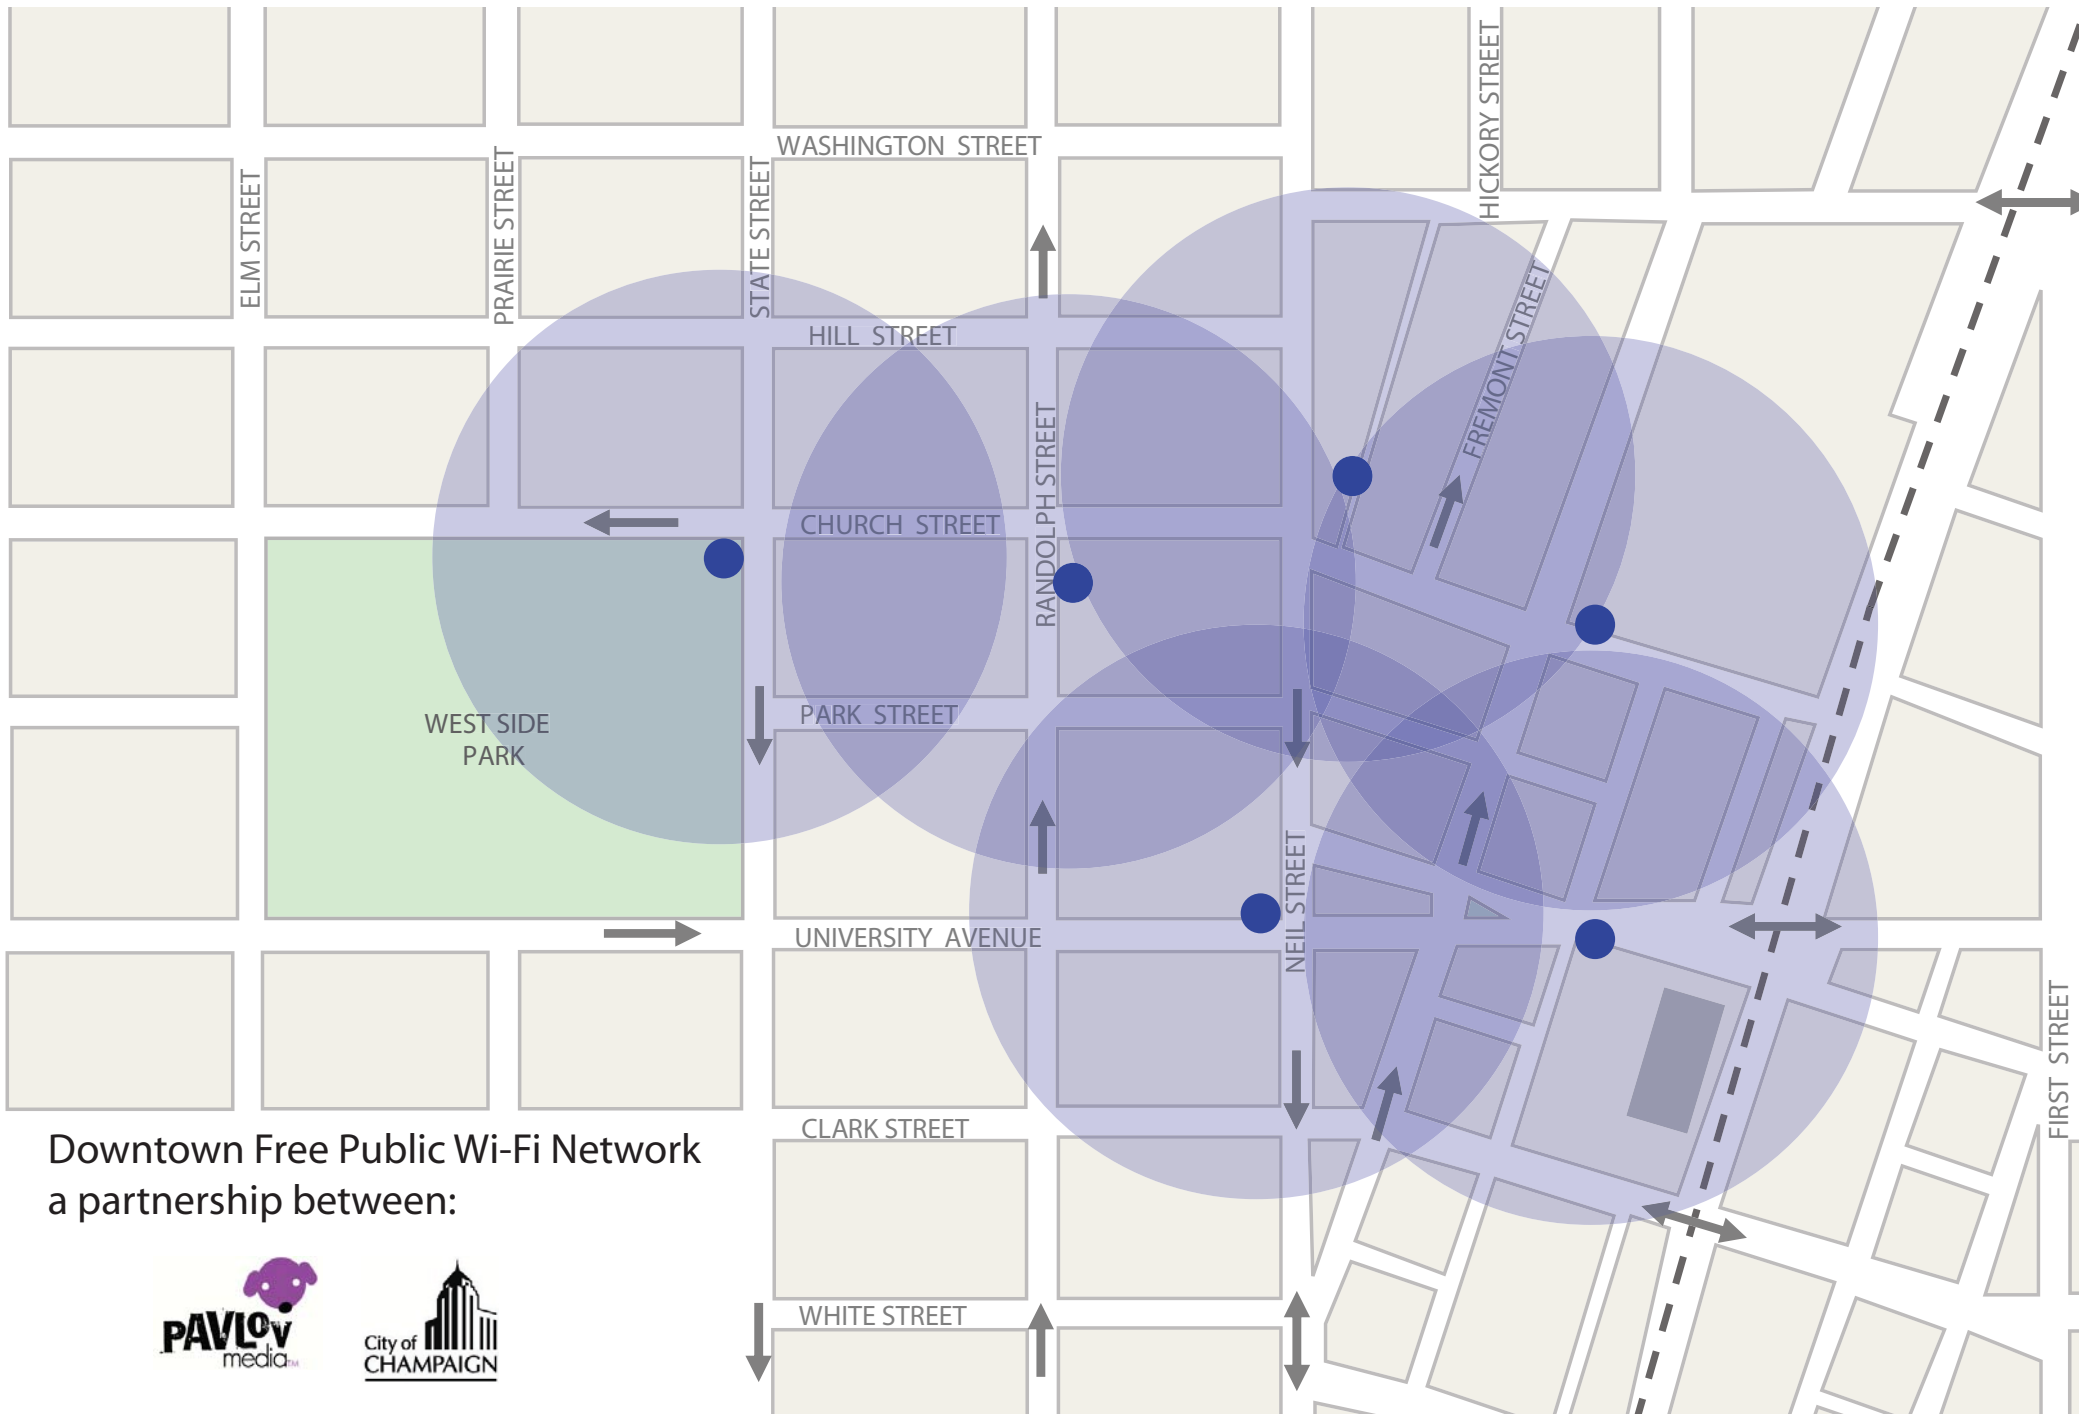 HICKORY STREET
WASHINGTON STREET
ELM STREET
PRAIRIE STREET
STATE STREET
HILL STREET
FREMONT STREET
RANDOLPH STREET
CHURCH STREET
WEST SIDE
PARK
PARK STREET
NEIL STREET
UNIVERSITY AVENUE
FIRST STREET
CLARK STREET
Downtown Free Public Wi-Fi Network
a partnership between:
PAVLOV
media™
City of
CHAMPAIGN
WHITE STREET